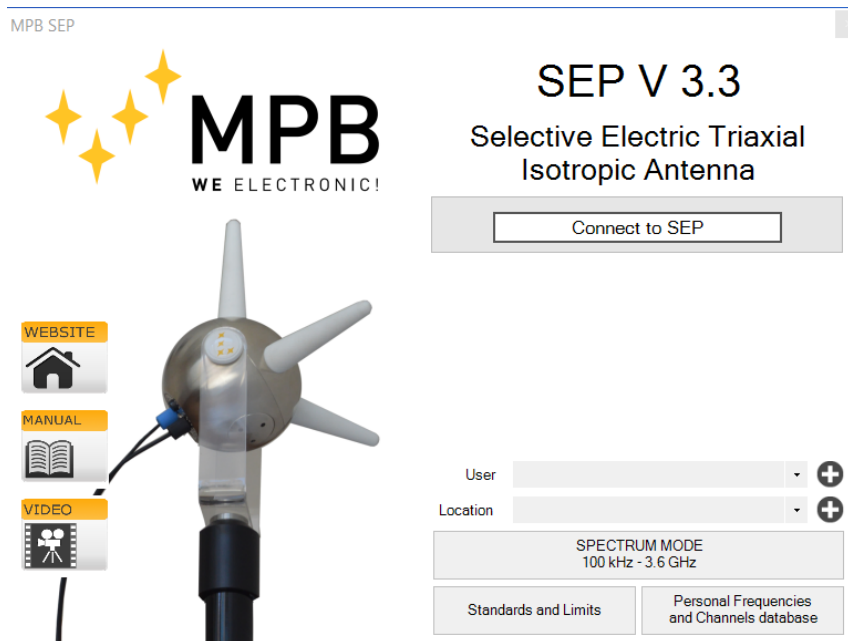 MPB SEP
MPB
WE ELECTRONIC!
SEP V 3.3
Selective Electric Triaxial
Isotropic Antenna
Connect to SEP
WEBSITE
MANUAL
VIDEO
User
Location
SPECTRUM MODE
100 kHz - 3.6 GHz
Standards and Limits
Personal Frequencies
and Channels database